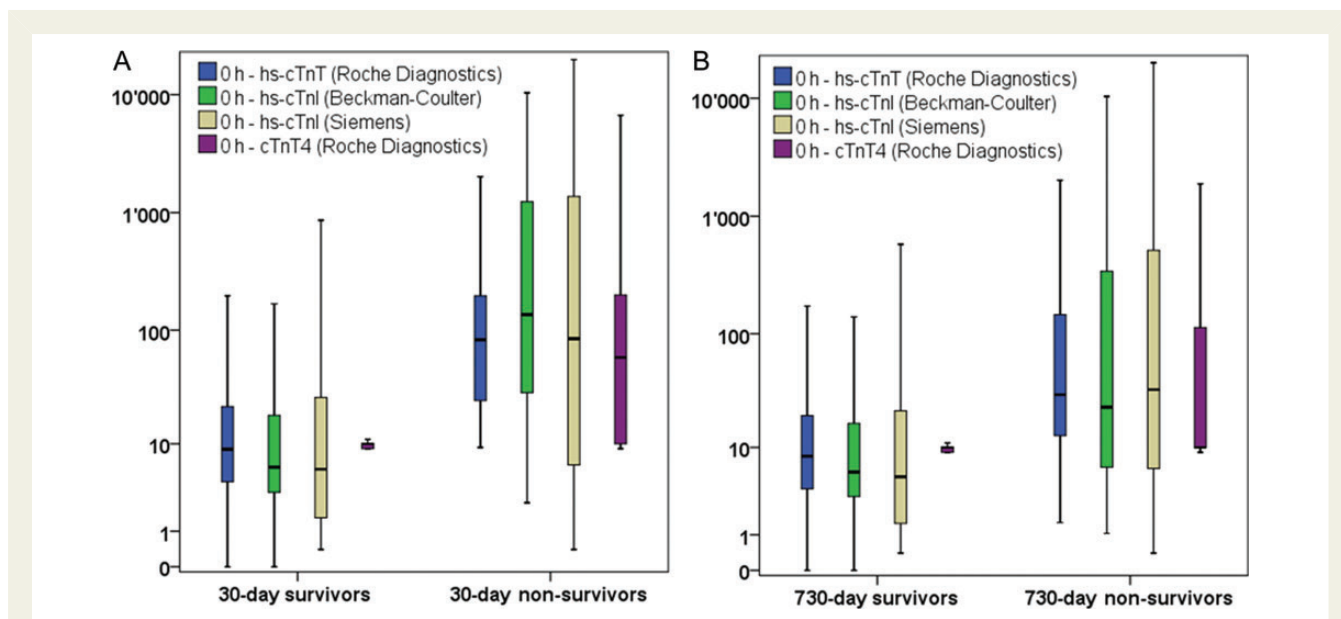 A
0 h - hs-cTnT (Roche Diagnostics)
0 h - hs-cTnI (Beckman-Coulter)
0 h - hs-cTnI (Siemens)
0 h - cTnT4 (Roche Diagnostics)
10'000
1'000
100
10
1
0
30-day survivors
30-day non-survivors
B
0 h - hs-cTnT (Roche Diagnostics)
0 h - hs-cTnI (Beckman-Coulter)
0 h - hs-cTnI (Siemens)
0 h - cTnT4 (Roche Diagnostics)
10'000
1'000
100
10
1
0
730-day survivors
730-day non-survivors